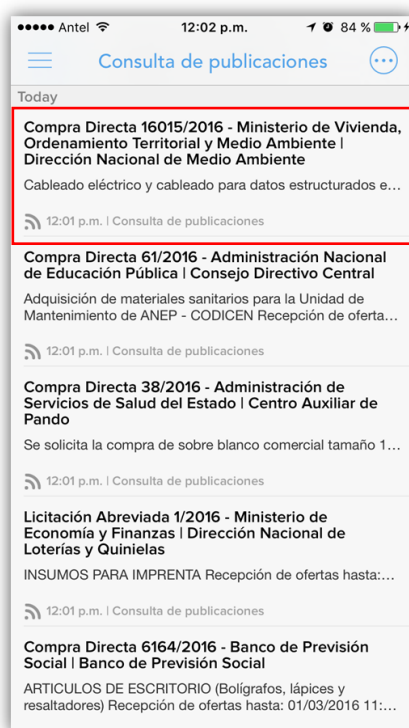 Antel 12:02 p.m. 84 %
Consulta de publicaciones
Today
Compra Directa 16015/2016 - Ministerio de Vivienda,
Ordenamiento Territorial y Medio Ambiente |
Dirección Nacional de Medio Ambiente
Cableado eléctrico y cableado para datos estructurados e...
12:01 p.m. | Consulta de publicaciones
Compra Directa 61/2016 - Administración Nacional
de Educación Pública | Consejo Directivo Central
Adquisición de materiales sanitarios para la Unidad de
Mantenimiento de ANEP - CODICEN Recepción de oferta...
12:01 p.m. | Consulta de publicaciones
Compra Directa 38/2016 - Administración de
Servicios de Salud del Estado | Centro Auxiliar de
Pando
Se solicita la compra de sobre blanco comercial tamaño 1...
12:01 p.m. | Consulta de publicaciones
Licitación Abreviada 1/2016 - Ministerio de
Economía y Finanzas | Dirección Nacional de
Loterías y Quinielas
INSUMOS PARA IMPRENTA Recepción de ofertas hasta:...
12:01 p.m. | Consulta de publicaciones
Compra Directa 6164/2016 - Banco de Previsión
Social | Banco de Previsión Social
ARTICULOS DE ESCRITORIO (Bolígrafos, lápices y
resaltadores) Recepción de ofertas hasta: 01/03/2016 11:...